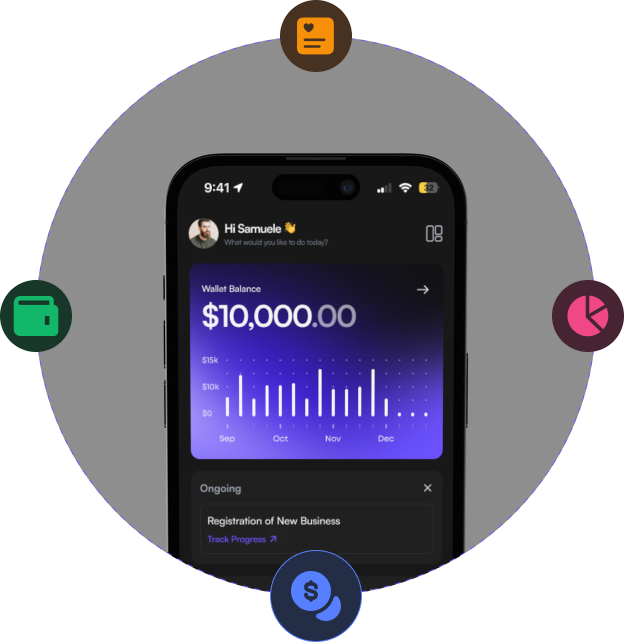 9:41
32
Hi Samuele 👋
What would you like to do today?
Wallet Balance
$10,000.00
$15k
$10k
$0
Sep Oct Nov Dec
Ongoing
Registration of New Business
Track Progress
$